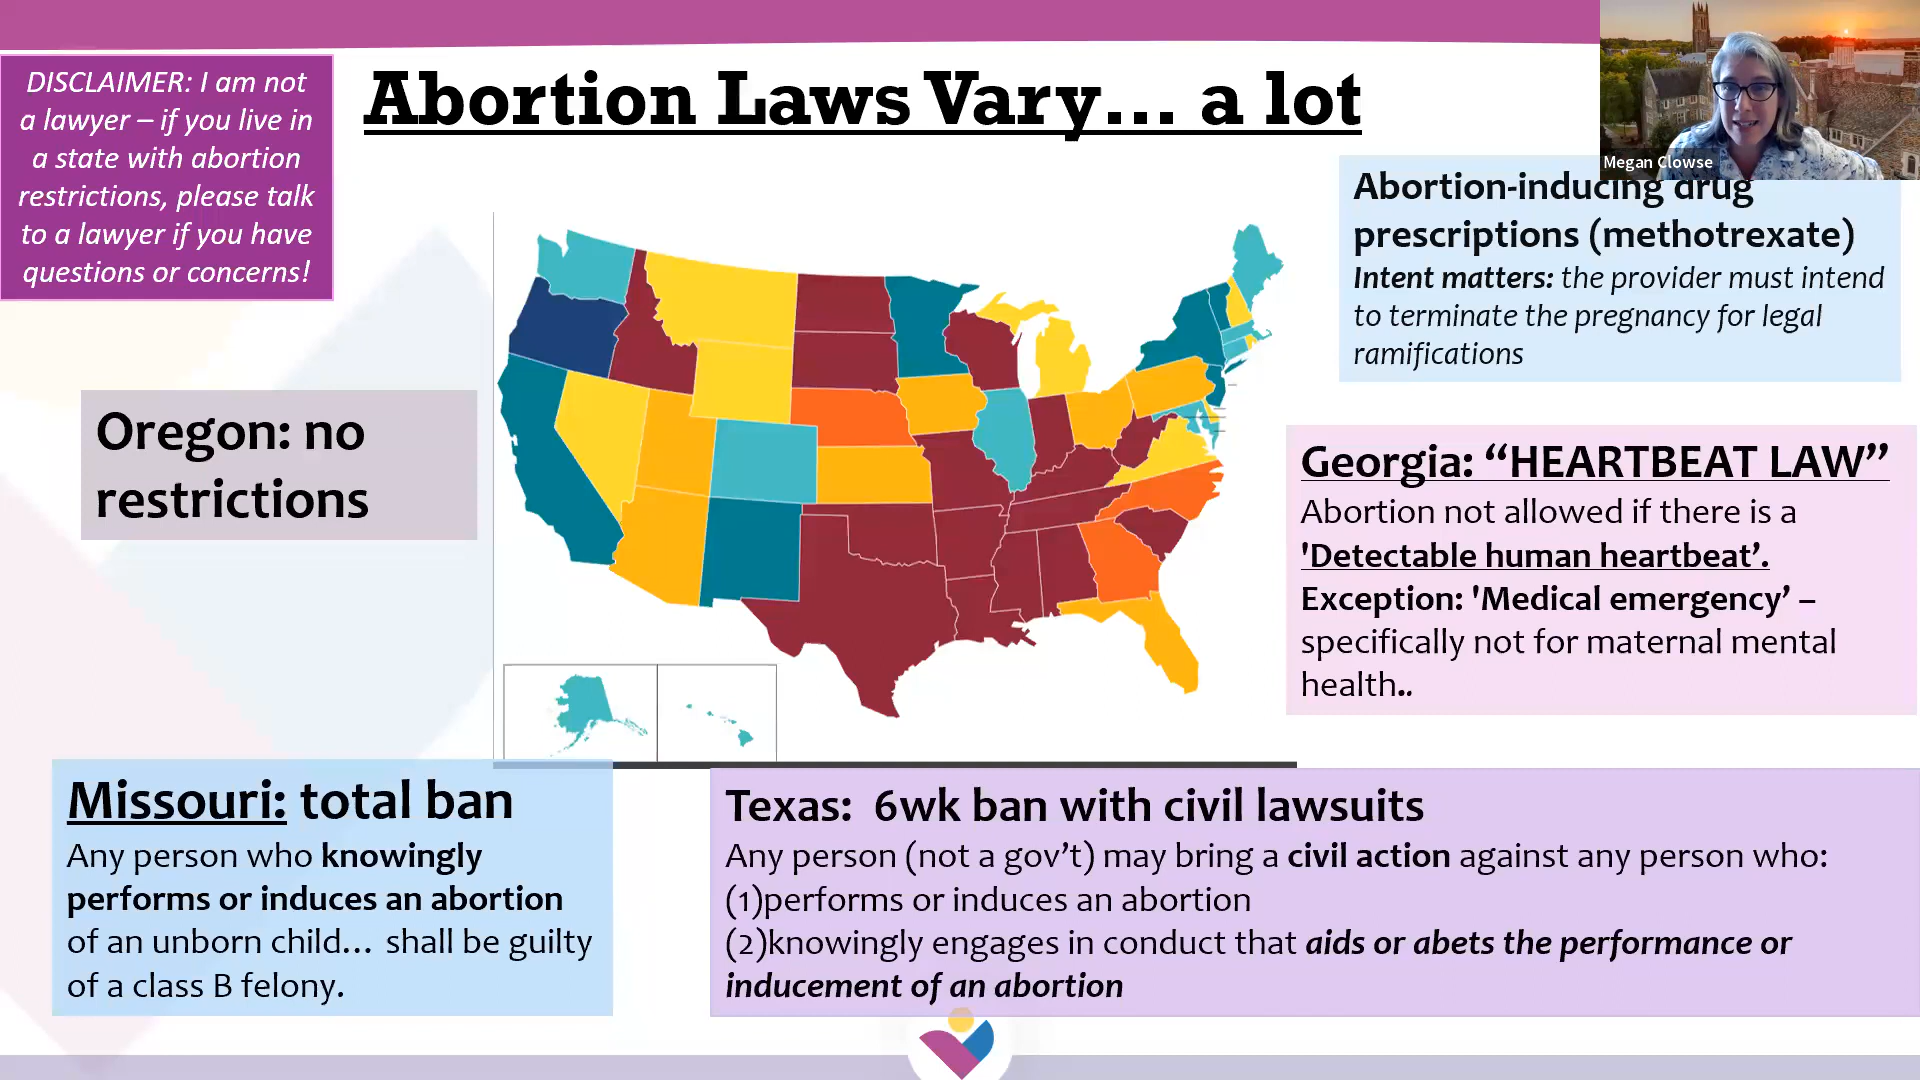 DISCLAIMER: I am not
a lawyer – if you live in
a state with abortion
restrictions, please talk
to a lawyer if you have
questions or concerns!
Abortion Laws Vary… a lot
Megan Clowse
Abortion-inducing drug
prescriptions (methotrexate)
Intent matters: the provider must intend
to terminate the pregnancy for legal
ramifications
Oregon: no
restrictions
Georgia: “HEARTBEAT LAW”
Abortion not allowed if there is a
'Detectable human heartbeat’.
Exception: 'Medical emergency’ –
specifically not for maternal mental
health..
Missouri: total ban
Any person who knowingly
performs or induces an abortion
of an unborn child… shall be guilty
of a class B felony.
Texas: 6wk ban with civil lawsuits
Any person (not a gov’t) may bring a civil action against any person who:
(1)performs or induces an abortion
(2)knowingly engages in conduct that aids or abets the performance or
inducement of an abortion